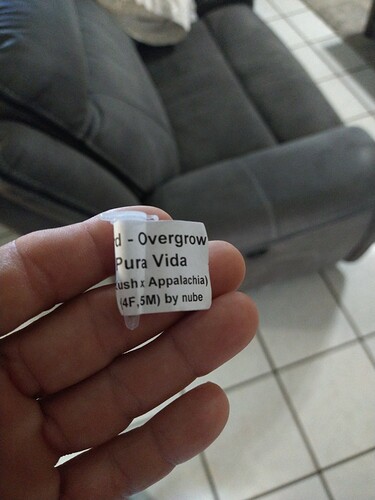 d - Overgrow
Pura Vida
ush x Appalachia)
(4F,5M) by nube